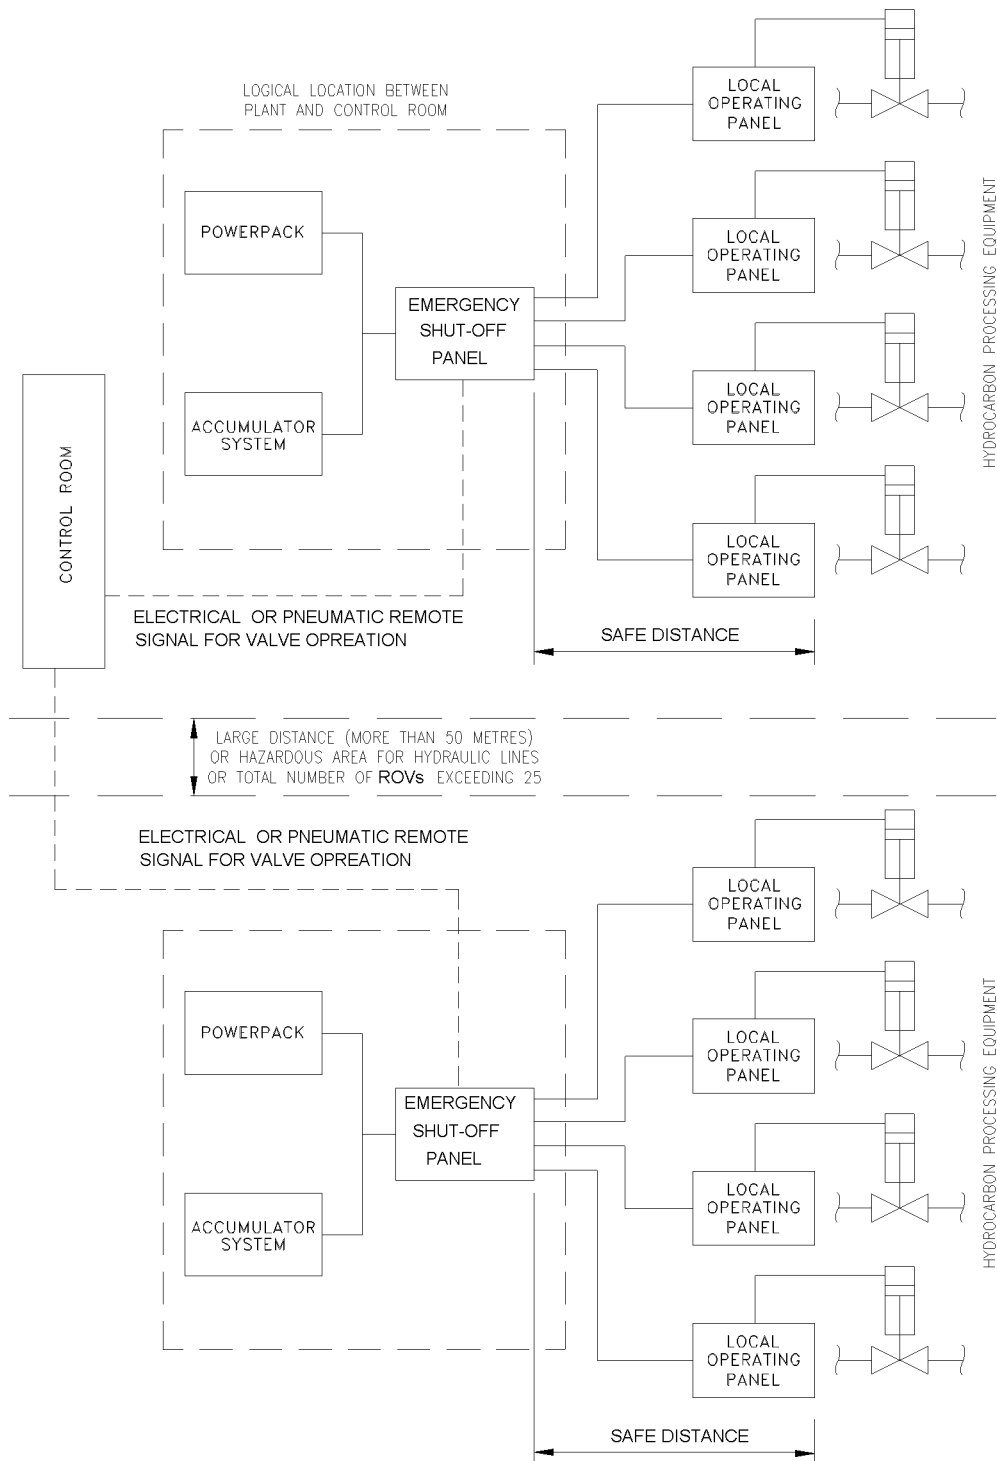 LOGICAL LOCATION BETWEEN
PLANT AND CONTROL ROOM
POWERPACK
ACCUMULATOR
SYSTEM
EMERGENCY
SHUT-OFF
PANEL
LOCAL
OPERATING
PANEL
LOCAL
OPERATING
PANEL
LOCAL
OPERATING
PANEL
LOCAL
OPERATING
PANEL
HYDROCARBON PROCESSING EQUIPMENT
CONTROL ROOM
ELECTRICAL OR PNEUMATIC REMOTE
SIGNAL FOR VALVE OPREATION
SAFE DISTANCE
LARGE DISTANCE (MORE THAN 50 METRES)
OR HAZARDOUS AREA FOR HYDRAULIC LINES
OR TOTAL NUMBER OF ROVs EXCEEDING 25
ELECTRICAL OR PNEUMATIC REMOTE
SIGNAL FOR VALVE OPREATION
POWERPACK
ACCUMULATOR
SYSTEM
EMERGENCY
SHUT-OFF
PANEL
LOCAL
OPERATING
PANEL
LOCAL
OPERATING
PANEL
LOCAL
OPERATING
PANEL
LOCAL
OPERATING
PANEL
HYDROCARBON PROCESSING EQUIPMENT
SAFE DISTANCE